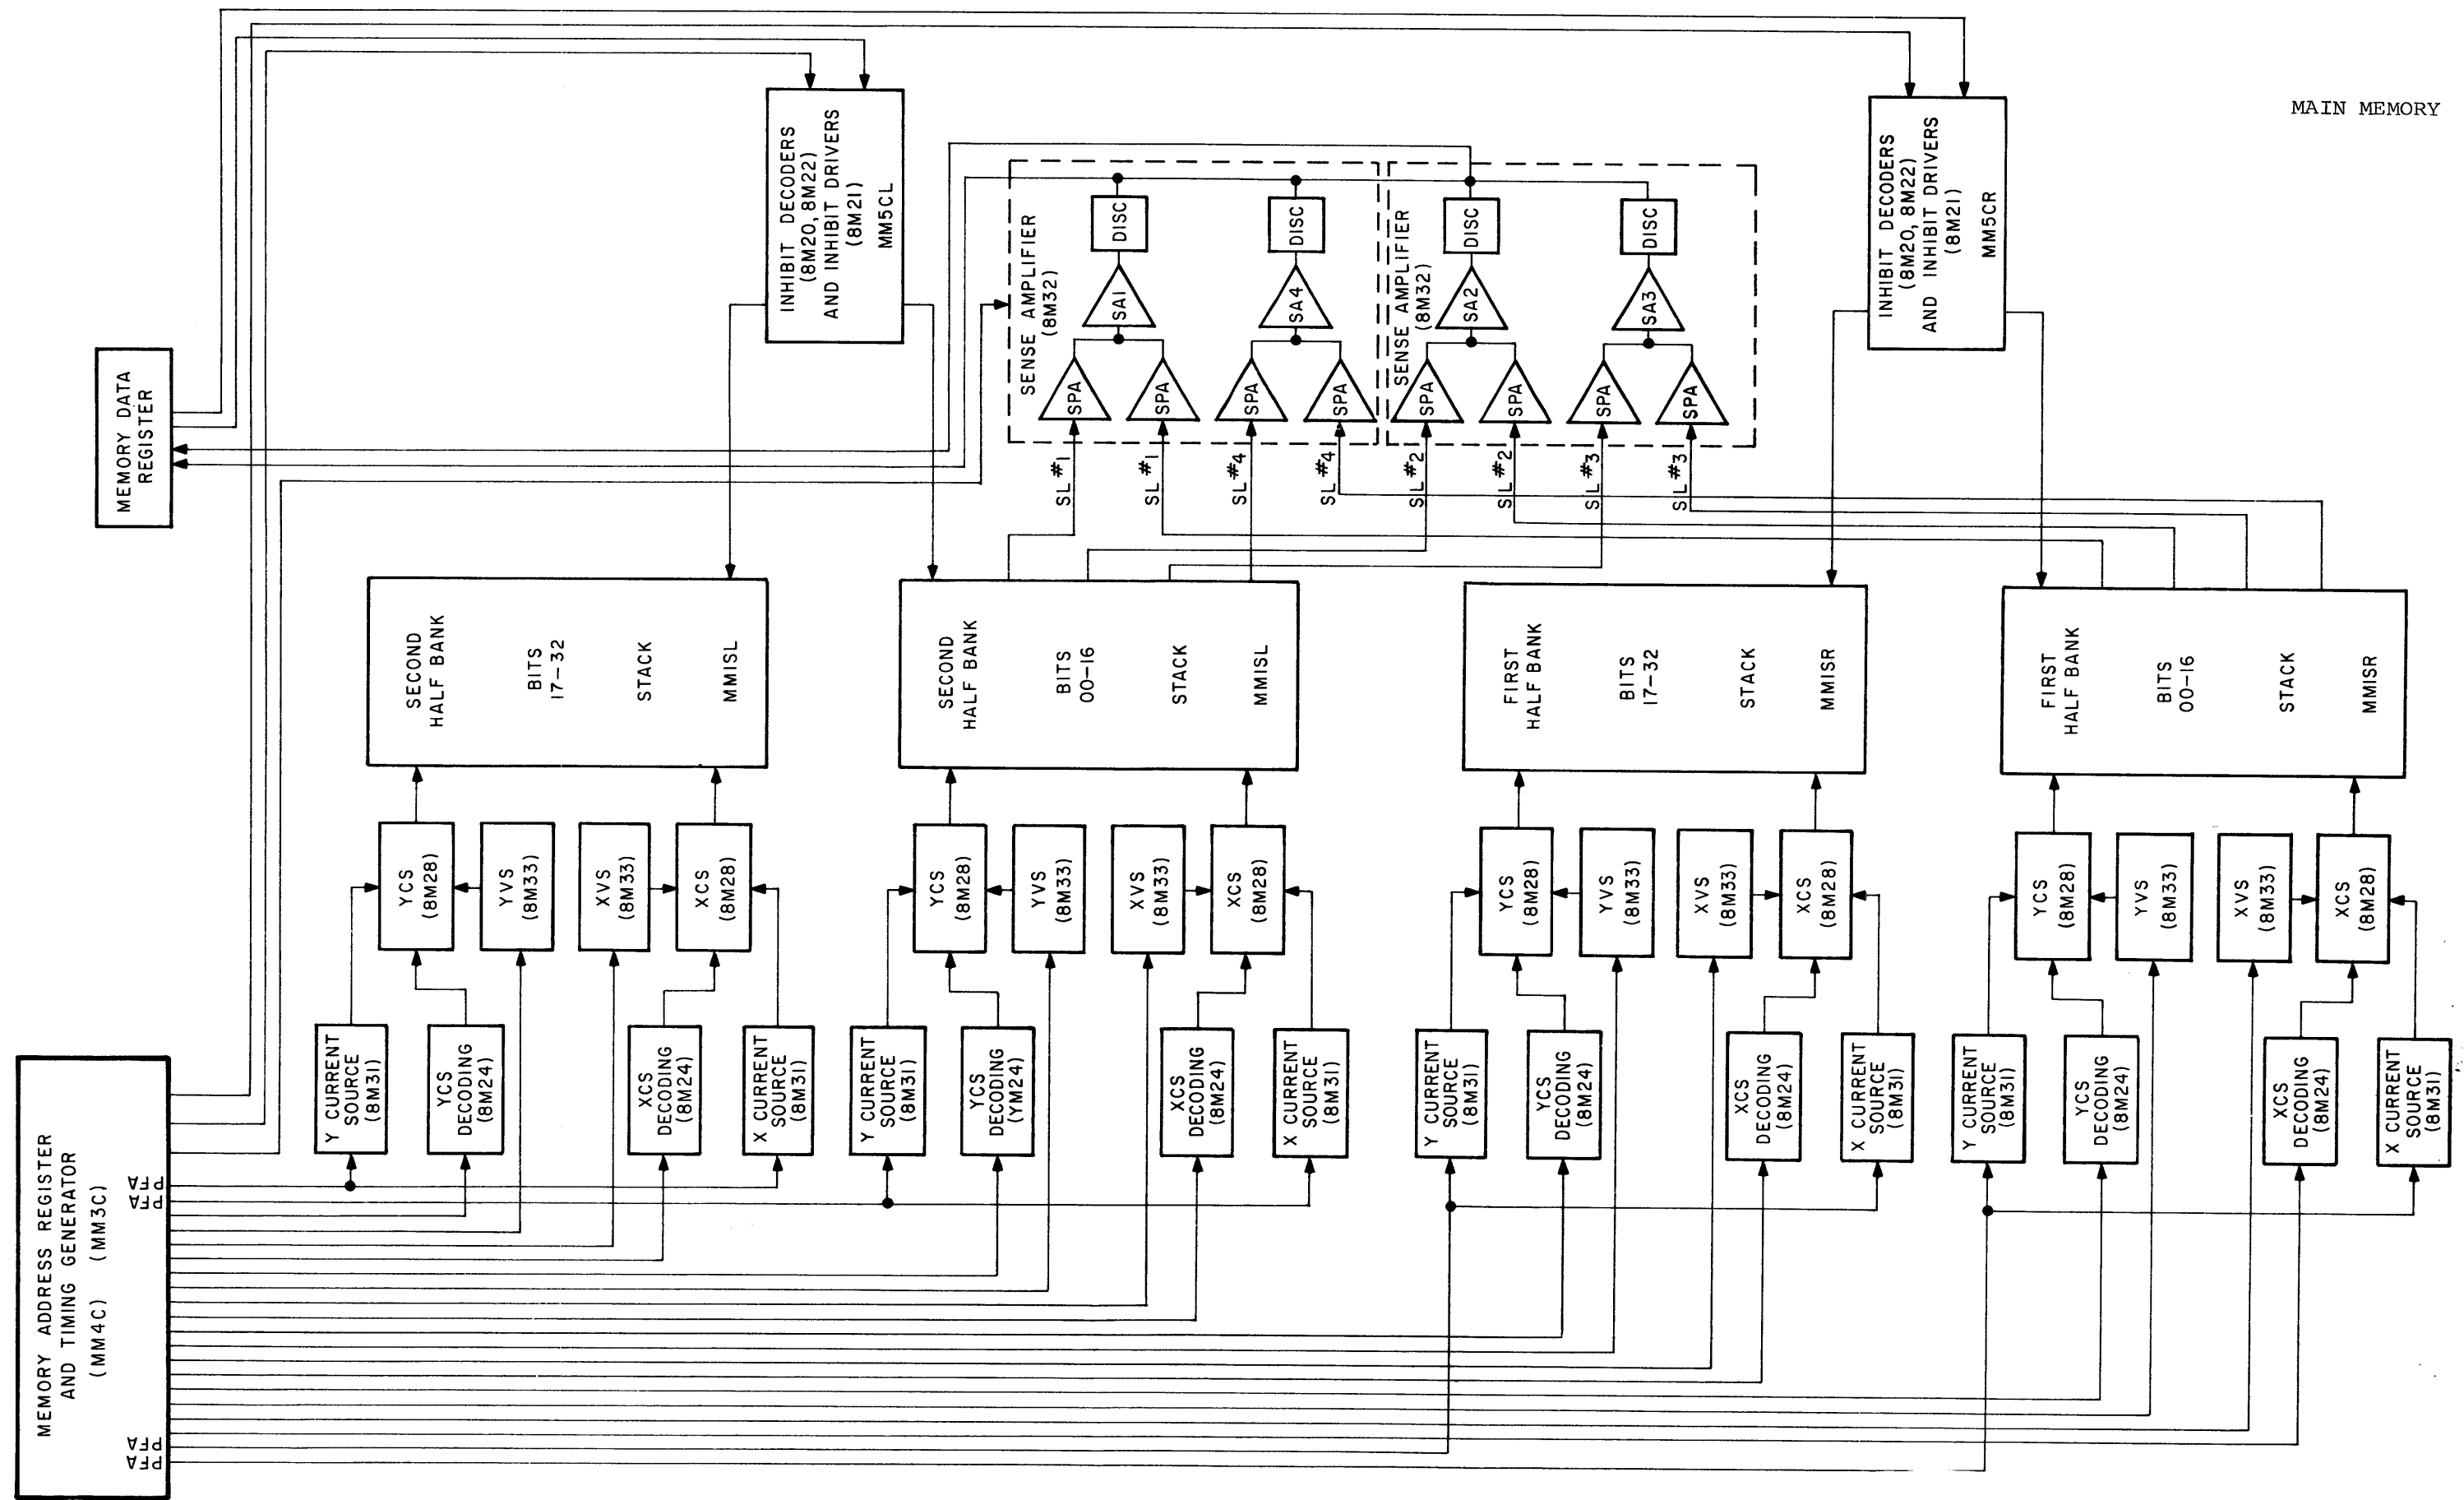 MAIN MEMORY
MEMORY DATA
REGISTER
INHIBIT DECODERS
(8M20, 8M22)
AND INHIBIT DRIVERS
(8M21)
MM5CL
SENSE AMPLIFIER
(8M32)
DISC
DISC
SA1
SA4
SPA
SPA
SPA
SPA
SENSE AMPLIFIER
(8M32)
DISC
DISC
SA2
SA3
SPA
SPA
SPA
SPA
INHIBIT DECODERS
(8M20, 8M22)
AND INHIBIT DRIVERS
(8M21)
MM5CR
SL #1
SL #1
SL #4
SL #4
SL #2
SL #2
SL #3
SL #3
SECOND
HALF BANK
BITS
17-32
STACK
MMISL
SECOND
HALF BANK
BITS
00-16
STACK
MMISL
FIRST
HALF BANK
BITS
17-32
STACK
MMISR
FIRST
HALF BANK
BITS
00-16
STACK
MMISR
YCS
(8M28)
YVS
(8M33)
XVS
(8M33)
XCS
(8M28)
YCS
(8M28)
YVS
(8M33)
XVS
(8M33)
XCS
(8M28)
YCS
(8M28)
YVS
(8M33)
XVS
(8M33)
XCS
(8M28)
YCS
(8M28)
YVS
(8M33)
XVS
(8M33)
XCS
(8M28)
Y CURRENT
SOURCE
(8M31)
YCS
DECODING
(8M24)
XCS
DECODING
(8M24)
X CURRENT
SOURCE
(8M31)
Y CURRENT
SOURCE
(8M31)
YCS
DECODING
(YM24)
XCS
DECODING
(8M24)
X CURRENT
SOURCE
(8M31)
Y CURRENT
SOURCE
(8M31)
YCS
DECODING
(8M24)
XCS
DECODING
(8M24)
X CURRENT
SOURCE
(8M31)
Y CURRENT
SOURCE
(8M31)
YCS
DECODING
(8M24)
XCS
DECODING
(8M24)
X CURRENT
SOURCE
(8M31)
MEMORY ADDRESS REGISTER
AND TIMING GENERATOR
(MM4C) (MM3C)
PFA
PFA
PFA
PFA